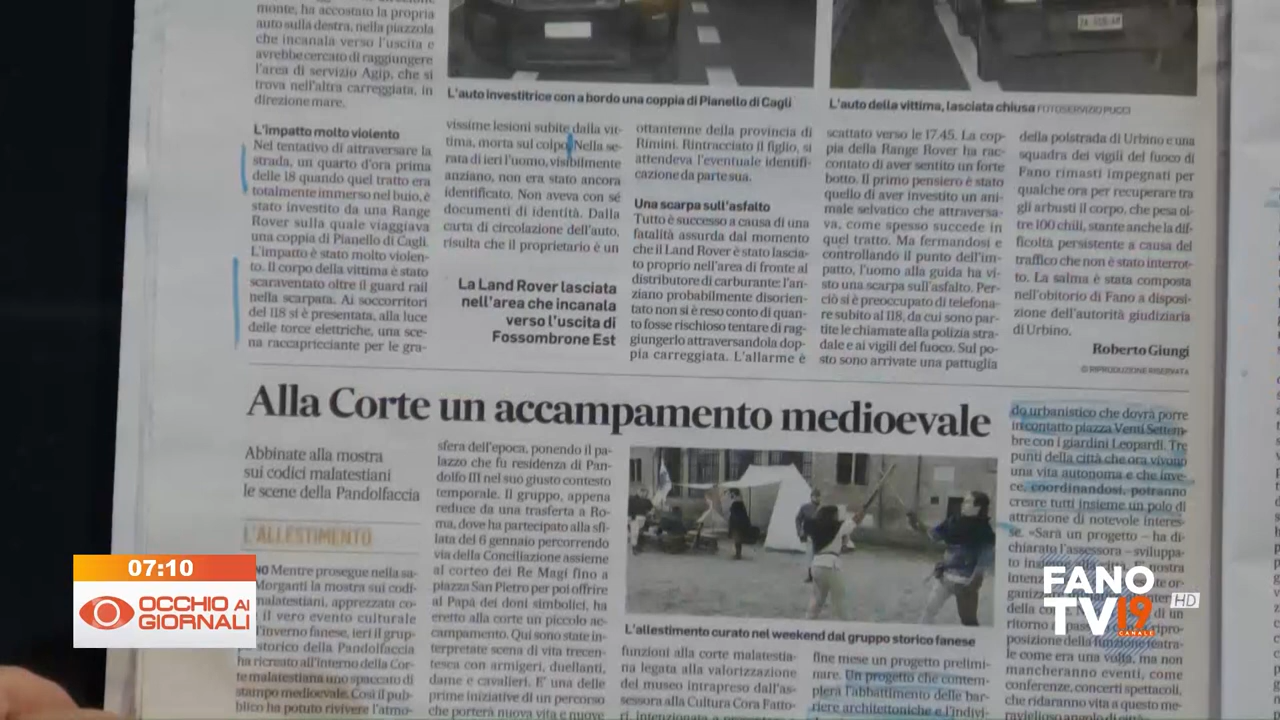 monte, ha accostato la propria
auto sulla destra, nella piazzola
che incanala verso l'uscita e
avrebbe cercato di raggiungere
l'area di servizio Agip, che si
trova nell'altra carreggiata, in
direzione mare.
L'impatto molto violento
Nel tentativo di attraversare la
strada, un quarto d'ora prima
delle 18 quando quel tratto era
totalmente immerso nel buio, è
stato investito da una Range
Rover sulla quale viaggiava
una coppia di Pianello di Cagli.
L'impatto è stato molto violen-
to. Il corpo della vittima è stato
scaraventato oltre il guard rail
nella scarpata. Ai soccorritori
del 118 si è presentata, alla luce
delle torce elettriche, una sce-
na raccapricciante per le gra-
L'auto investitrice con a bordo una coppia di Pianello di Cagli
vissime lesioni subite dalla vit-
tima, morta sul colpo. Nella se-
rata di ieri l'uomo, visibilmente
anziano, non era stato ancora
identificato. Non aveva con sé
documenti di identità. Dalla
carta di circolazione dell'auto,
risulta che il proprietario è un
La Land Rover lasciata
nell'area che incanala
verso l'uscita di
Fossombrone Est
ottantenne della provincia di
Rimini. Rintracciato il figlio, si
attendeva l'eventuale identifi-
cazione da parte sua.
Una scarpa sull'asfalto
Tutto è successo a causa di una
fatalità assurda dal momento
che il Land Rover è stato lascia-
to proprio nell'area di fronte al
distributore di carburante: l'an-
ziano probabilmente disorien-
tato non si è reso conto di quan-
to fosse rischioso tentare di rag-
giungerlo attraversando la dop-
pia carreggiata. L'allarme è
L'auto della vittima, lasciata chiusa FOTOSERVIZIO PUCCI
scattato verso le 17.45. La cop-
pia della Range Rover ha rac-
contato di aver sentito un forte
botto. Il primo pensiero è stato
quello di aver investito un ani-
male selvatico che attraversa-
va, come spesso succede in
quel tratto. Ma fermandosi e
controllando il punto dell'im-
patto, l'uomo alla guida ha vi-
sto una scarpa sull'asfalto. Per-
ciò si è preoccupato di telefona-
re subito al 118, da cui sono par-
tite le chiamate alla polizia stra-
dale e ai vigili del fuoco. Sul po-
sto sono arrivate una pattuglia
della polstrada di Urbino e una
squadra dei vigili del fuoco di
Fano rimasti impegnati per
qualche ora per recuperare tra
gli arbusti il corpo, che pesa ol-
tre 100 chili, stante anche la dif-
ficoltà persistente a causa del
traffico che non è stato interrot-
to. La salma è stata composta
nell'obitorio di Fano a disposi-
zione dell'autorità giudiziaria
di Urbino.
Roberto Giungi
© RIPRODUZIONE RISERVATA
Alla Corte un accampamento medioevale
Abbinate alla mostra
sui codici malatestiani
le scene della Pandolfaccia
L'ALLESTIMENTO
NO Mentre prosegue nella sa-
Morganti la mostra sui codi-
malatestiani, apprezzata co-
il vero evento culturale
l'inverno fanese, ieri il grup-
storico della Pandolfaccia
ha ricreato all'interno della Cor-
te malatestiana uno spaccato di
stampo medioevale. Così il pub-
blico ha potuto rivivere l'atmo-
sfera dell'epoca, ponendo il pa-
lazzo che fu residenza di Pan-
dolfo III nel suo giusto contesto
temporale. Il gruppo, appena
reduce da una trasferta a Ro-
ma, dove ha partecipato alla sfi-
lata del 6 gennaio percorrendo
via della Conciliazione assieme
al corteo dei Re Magi fino a
piazza San Pietro per poi offrire
al Papa dei doni simbolici, ha
eretto alla corte un piccolo ac-
campamento. Qui sono state in-
terpretate scena di vita trecen-
tesca con armigeri, duellanti,
dame e cavalieri. E' una delle
prime iniziative di un percorso
che porterà nuova vita e nuove
L'allestimento curato nel weekend dal gruppo storico fanese
funzioni alla corte malatestia-
na legata alla valorizzazione
del museo intrapreso dall'as-
sessora alla Cultura Cora Fatto-
fine mese un progetto prelimi-
nare. Un progetto che contem-
plerà l'abbattimento delle bar-
riere architettoniche e l'indivi-
do urbanistico che dovrà porre
in contatto piazza Venti Settem-
bre con i giardini Leopardi. Tre
punti della città che ora vivono
una vita autonoma e che inve-
ce, coordinandosi, potranno
creare tutti insieme un polo di
attrazione di notevole interes-
se. «Sarà un progetto – ha di-
chiarato l'assessora – sviluppa-
to
della
ritorno
posizione della funzione teatra-
le come era una volta, ma non
mancheranno eventi, come
conferenze, concerti spettacoli,
che ridaranno vita a questo me-
07:10
OCCHIO AI
GIORNALI
FANO
TV19 HD
CANALE